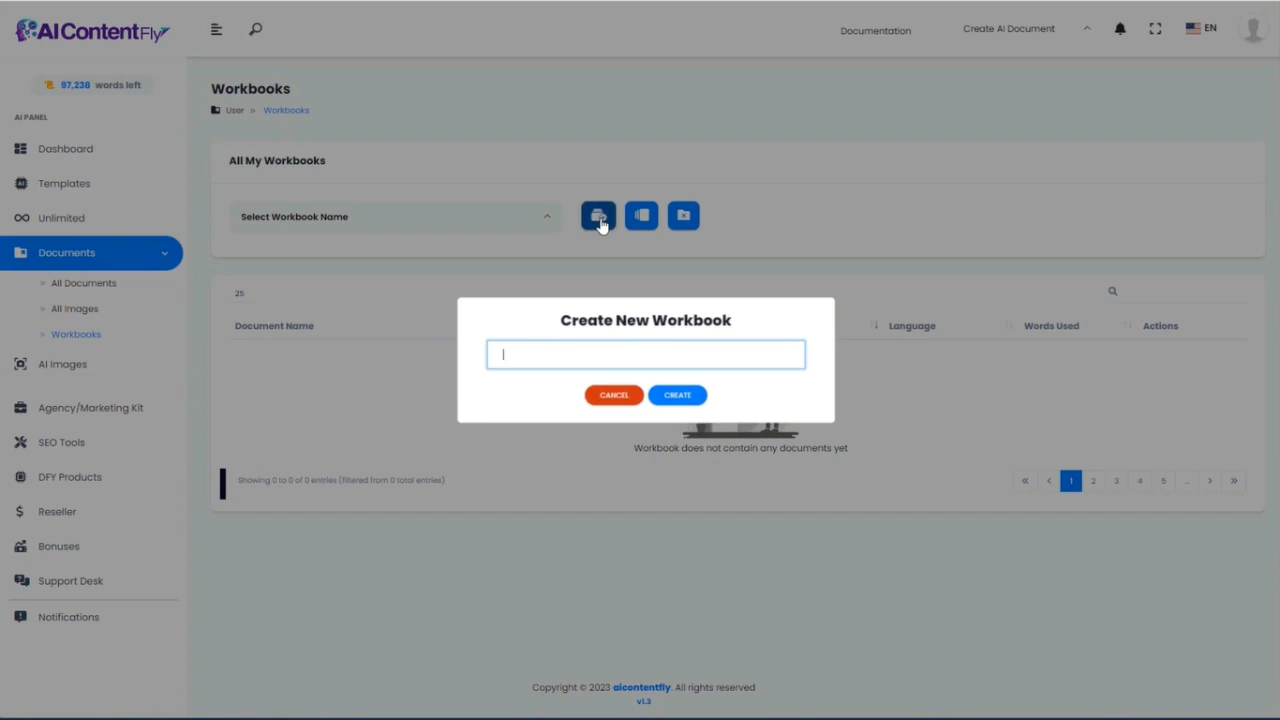 AI ContentFly
Documentation
Create AI Document
EN
97,238 words left
AI PANEL
Dashboard
Templates
Unlimited
Documents
» All Documents
» All Images
» Workbooks
AI Images
Agency/Marketing Kit
SEO Tools
DFY Products
Reseller
Bonuses
Support Desk
Notifications
Workbooks
User » Workbooks
All My Workbooks
Select Workbook Name
25
Document Name
Language
Words Used
Actions
Create New Workbook
CANCEL
CREATE
Workbook does not contain any documents yet
Showing 0 to 0 of 0 entries (filtered from 0 total entries)
« ‹ 1 2 3 4 5 ... › »
Copyright © 2023 aicontentfly. All rights reserved
v1.3